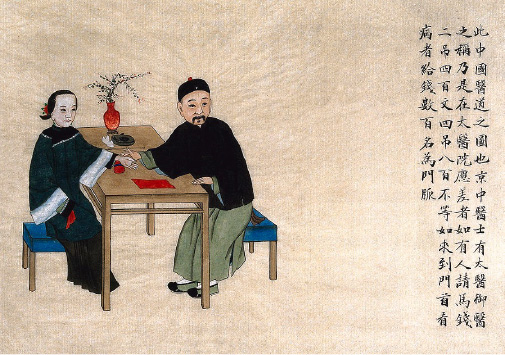 此中國醫道之國也京中醫士有太醫御醫
之稱乃是在太醫院應差者如有人請馬錢
二吊四百文四吊八百不等如來到門首看
病者給錢數百名為門脈